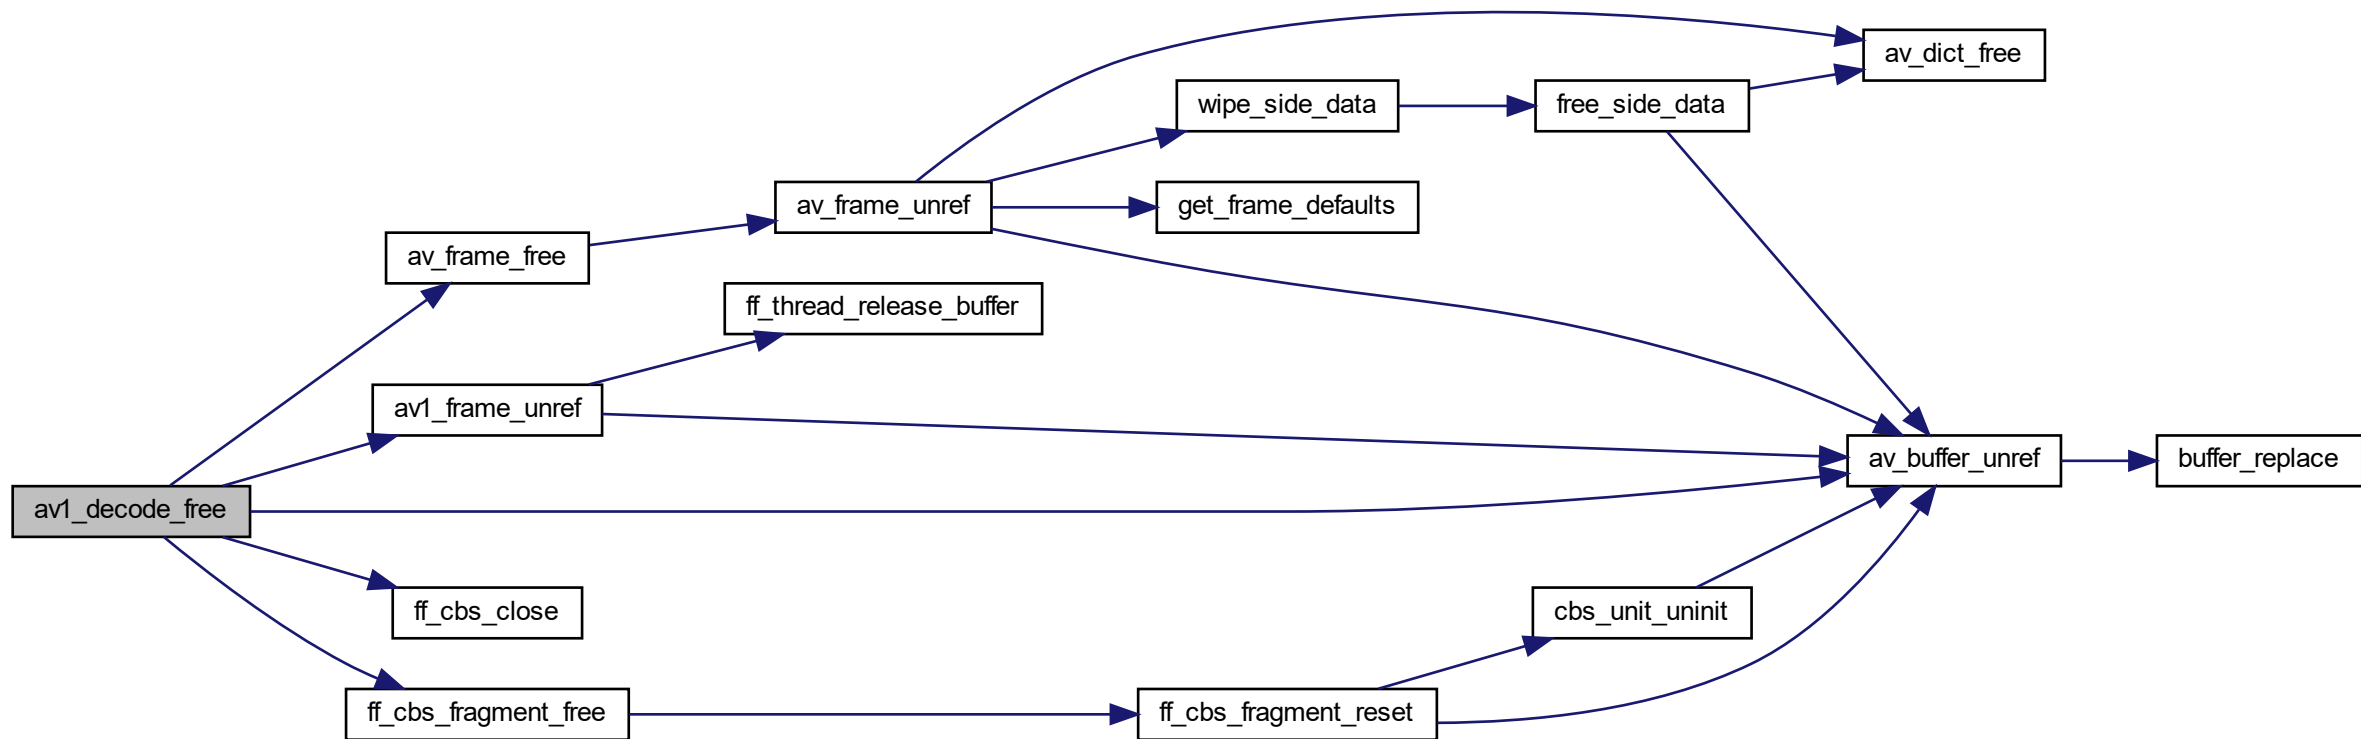 av_dict_free
wipe_side_data
free_side_data
av_frame_unref
get_frame_defaults
av_frame_free
ff_thread_release_buffer
av1_frame_unref
av_buffer_unref
buffer_replace
av1_decode_free
ff_cbs_close
cbs_unit_uninit
ff_cbs_fragment_free
ff_cbs_fragment_reset